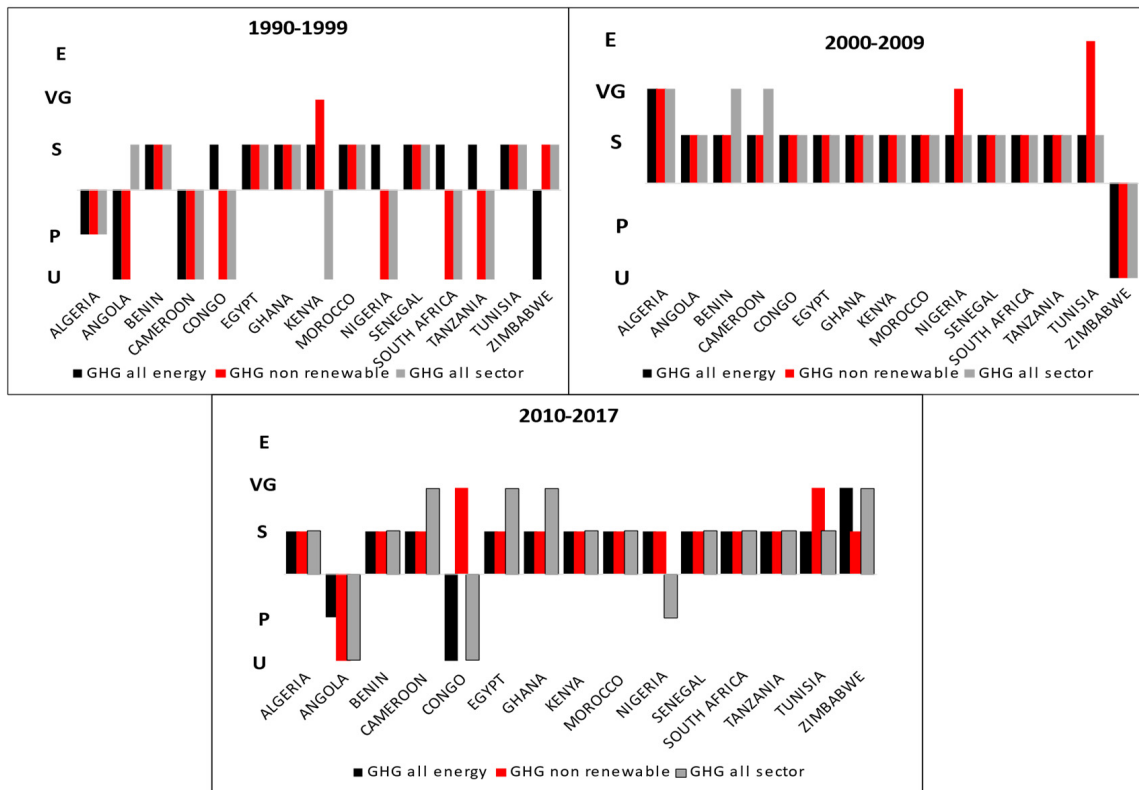 1990-1999
E
VG
S
P
U
ALGERIA
ANGOLA
BENIN
CAMEROON
CONGO
EGYPT
GHANA
KENYA
MOROCCO
NIGERIA
SENEGAL
SOUTH AFRICA
TANZANIA
TUNISIA
ZIMBABWE
GHG all energy GHG non renewable GHG all sector
2000-2009
E
VG
S
P
U
ALGERIA
ANGOLA
BENIN
CAMEROON
CONGO
EGYPT
GHANA
KENYA
MOROCCO
NIGERIA
SENEGAL
SOUTH AFRICA
TANZANIA
TUNISIA
ZIMBABWE
GHG all energy GHG non renewable GHG all sector
2010-2017
E
VG
S
P
U
ALGERIA
ANGOLA
BENIN
CAMEROON
CONGO
EGYPT
GHANA
KENYA
MOROCCO
NIGERIA
SENEGAL
SOUTH AFRICA
TANZANIA
TUNISIA
ZIMBABWE
GHG all energy GHG non renewable GHG all sector